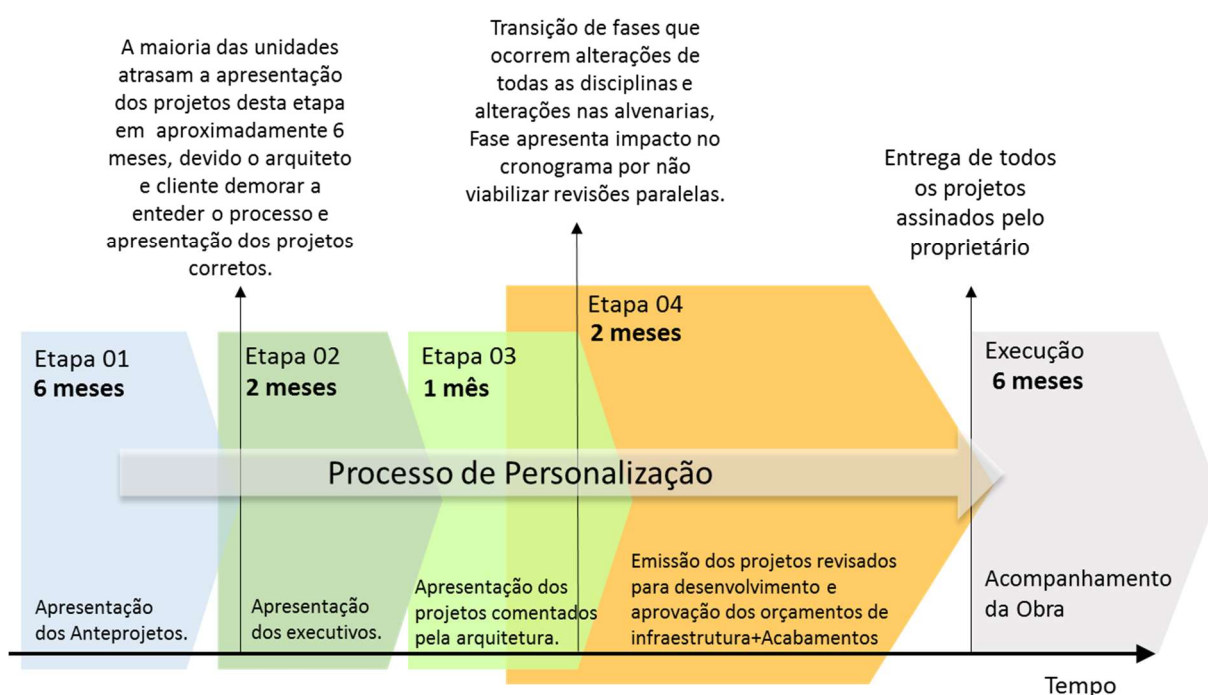 A maioria das unidades
atrasam a apresentação
dos projetos desta etapa
em aproximadamente 6
meses, devido o arquiteto
e cliente demorar a
enteder o processo e
apresentação dos projetos
corretos.
Transição de fases que
ocorrem alterações de
todas as disciplinas e
alterações nas alvenarias,
Fase apresenta impacto no
cronograma por não
viabilizar revisões paralelas.
Entrega de todos
os projetos
assinados pelo
proprietário
Etapa 01
6 meses
Etapa 02
2 meses
Etapa 03
1 mês
Etapa 04
2 meses
Execução
6 meses
Processo de Personalização
Apresentação
dos Anteprojetos.
Apresentação
dos executivos.
Apresentação dos
projetos comentados
pela arquitetura.
Emissão dos projetos revisados
para desenvolvimento e
aprovação dos orçamentos de
infraestrutura+Acabamentos
Acompanhamento
da Obra
Tempo